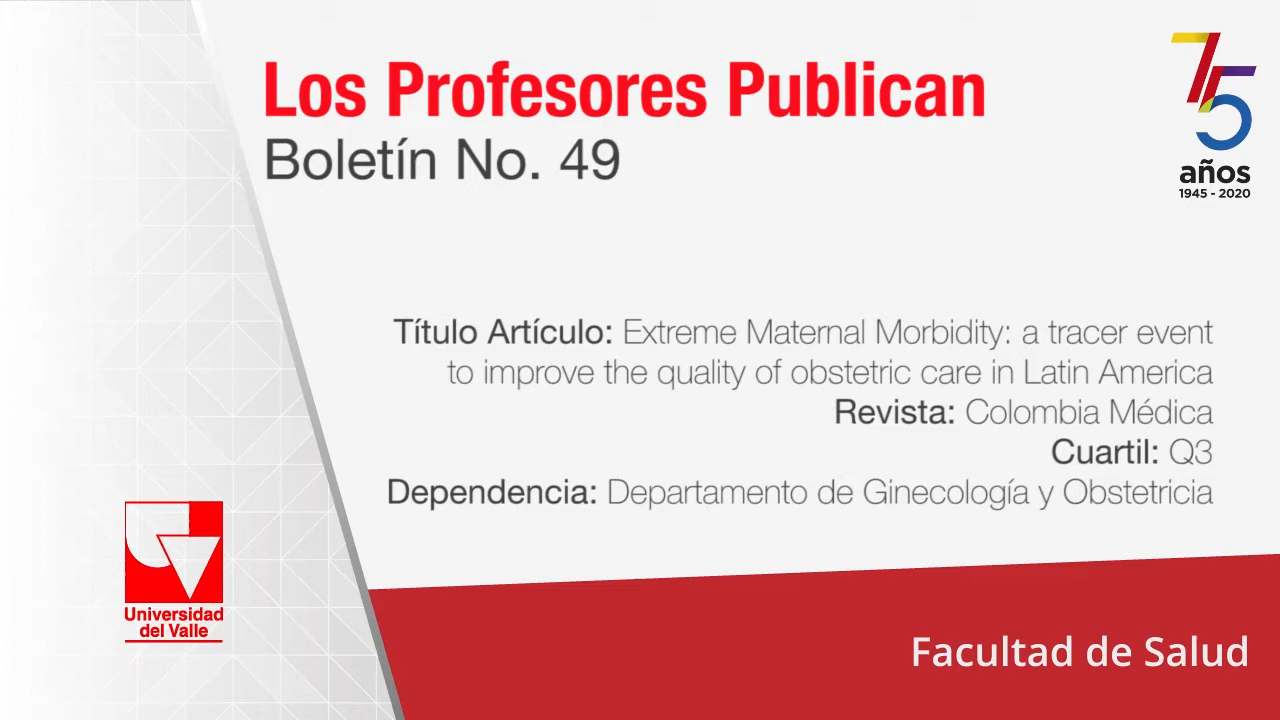 Los Profesores Publican
Boletín No. 49
75
años
1945 - 2020
Título Artículo: Extreme Maternal Morbidity: a tracer event
to improve the quality of obstetric care in Latin America
Revista: Colombia Médica
Cuartil: Q3
Dependencia: Departamento de Ginecología y Obstetricia
Universidad
del Valle
Facultad de Salud